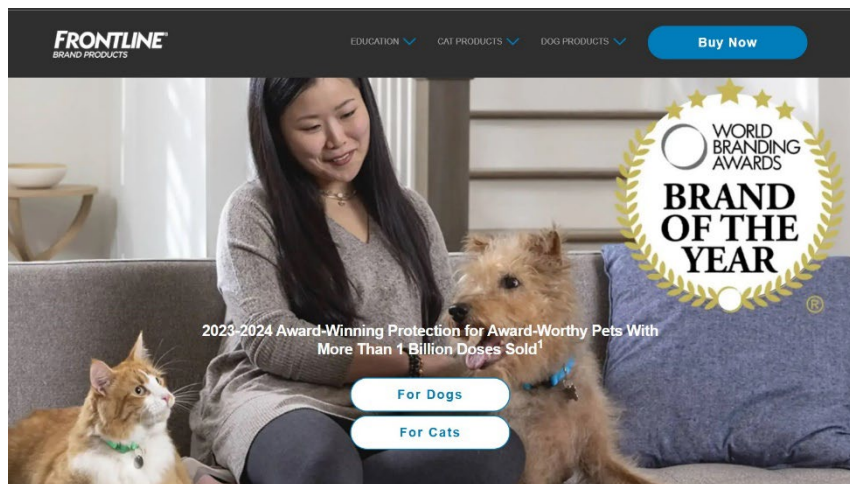 FRONTLINE®
BRAND PRODUCTS
EDUCATION
CAT PRODUCTS
DOG PRODUCTS
Buy Now
WORLD
BRANDING
AWARDS
BRAND
OF THE
YEAR
®
2023-2024 Award-Winning Protection for Award-Worthy Pets With
More Than 1 Billion Doses Sold¹
For Dogs
For Cats